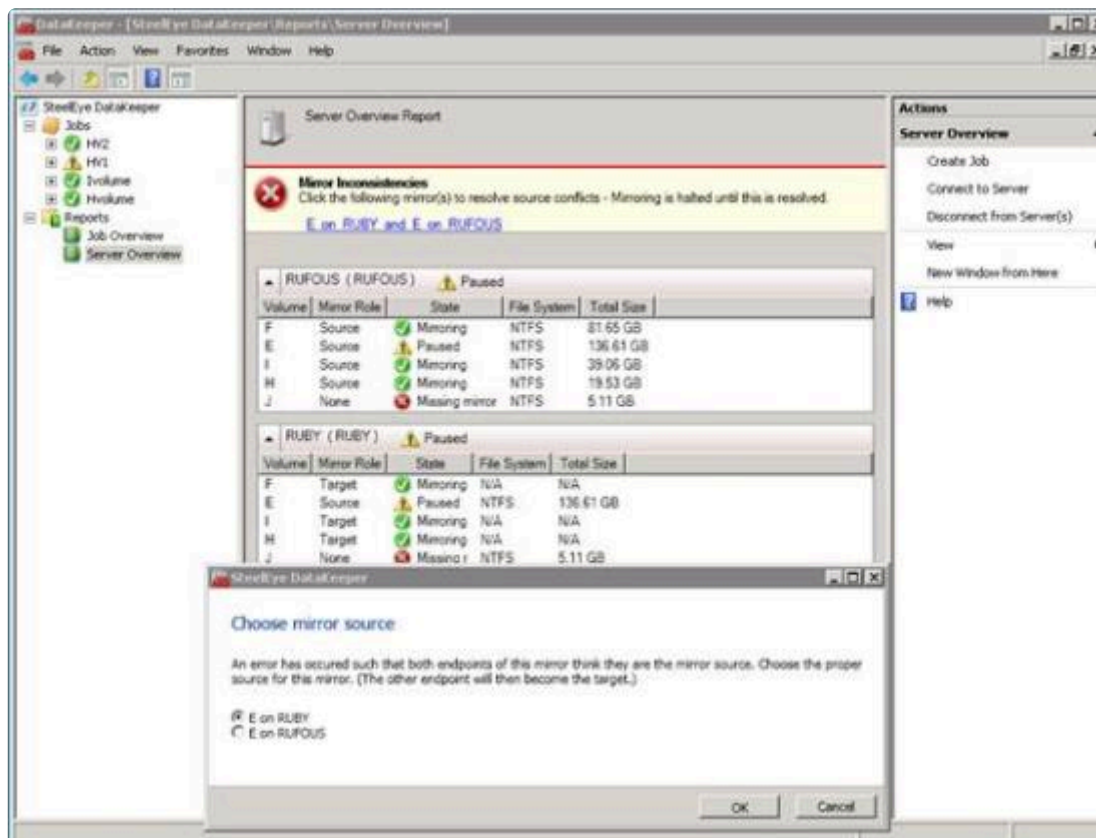 DataKeeper - [SteelEye DataKeeper\Reports\Server Overview]
File Action View Favorites Window Help
SteelEye DataKeeper
Jobs
HV2
HV1
Ivolume
Hvolume
Reports
Job Overview
Server Overview
Server Overview Report
Mirror Inconsistencies
Click the following mirror(s) to resolve source conflicts - Mirroring is halted until this is resolved.
E on RUBY and E on RUFOUS
RUFOUS (RUFOUS) Paused
Volume Mirror Role State File System Total Size
F Source Mirroring NTFS 81.65 GB
E Source Paused NTFS 136.61 GB
I Source Mirroring NTFS 39.06 GB
H Source Mirroring NTFS 19.53 GB
J None Missing mirror NTFS 5.11 GB
RUBY (RUBY) Paused
Volume Mirror Role State File System Total Size
F Target Mirroring N/A N/A
E Source Paused NTFS 136.61 GB
I Target Mirroring N/A N/A
H Target Mirroring N/A N/A
J None Missing r NTFS 5.11 GB
Actions
Server Overview
Create Job
Connect to Server
Disconnect from Server(s)
View
New Window from Here
Help
SteelEye DataKeeper
Choose mirror source
An error has occured such that both endpoints of this mirror think they are the mirror source. Choose the proper
source for this mirror. (The other endpoint will then become the target.)
E on RUBY
E on RUFOUS
OK Cancel